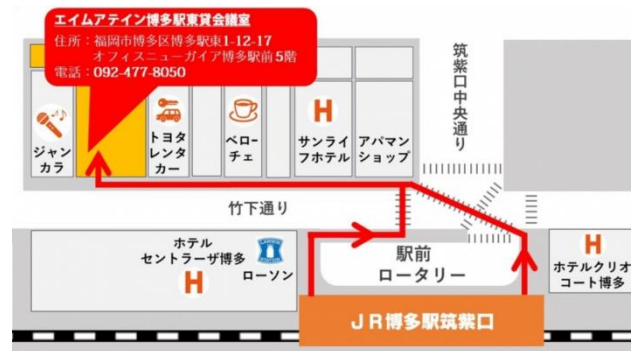 エイムアテイン博多駅東貸会議室
住所：福岡市博多区博多駅東1-12-17
オフィスニューガイア博多駅前5階
電話：092-477-8050
ジャン
カラ
トヨタ
レンタ
カー
ベロー
チェ
H
サンライ
フホテル
アパマン
ショップ
筑紫口中央通り
竹下通り
ホテル
セントラーザ博多
H
ローソン
駅前
ロータリー
H
ホテルクリオ
コート博多
JR博多駅筑紫口